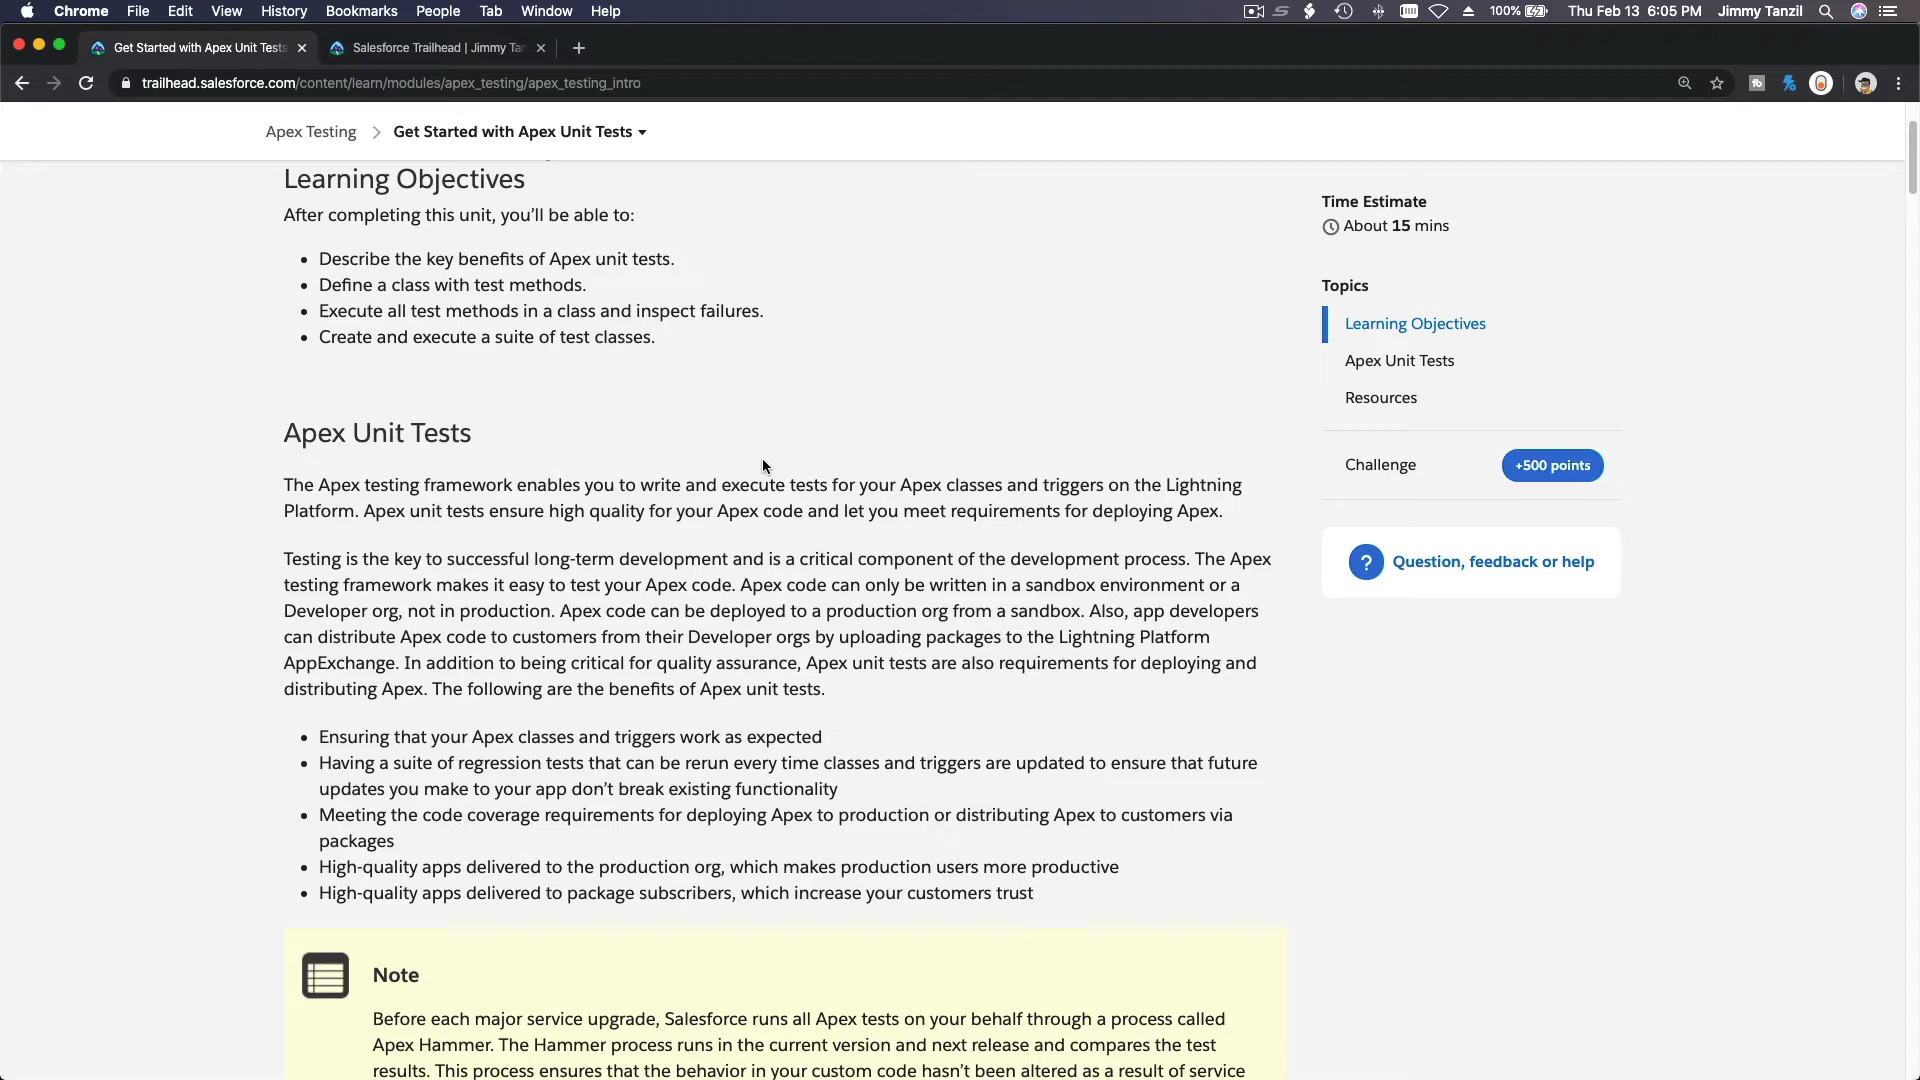 Chrome File Edit View History Bookmarks People Tab Window Help 100% Thu Feb 13 6:05 PM Jimmy Tanzil
Get Started with Apex Unit Tests Salesforce Trailhead | Jimmy Tan
trailhead.salesforce.com/content/learn/modules/apex_testing/apex_testing_intro
Apex Testing > Get Started with Apex Unit Tests
Learning Objectives
After completing this unit, you’ll be able to:
• Describe the key benefits of Apex unit tests.
• Define a class with test methods.
• Execute all test methods in a class and inspect failures.
• Create and execute a suite of test classes.
Apex Unit Tests
The Apex testing framework enables you to write and execute tests for your Apex classes and triggers on the Lightning
Platform. Apex unit tests ensure high quality for your Apex code and let you meet requirements for deploying Apex.
Testing is the key to successful long-term development and is a critical component of the development process. The Apex
testing framework makes it easy to test your Apex code. Apex code can only be written in a sandbox environment or a
Developer org, not in production. Apex code can be deployed to a production org from a sandbox. Also, app developers
can distribute Apex code to customers from their Developer orgs by uploading packages to the Lightning Platform
AppExchange. In addition to being critical for quality assurance, Apex unit tests are also requirements for deploying and
distributing Apex. The following are the benefits of Apex unit tests.
• Ensuring that your Apex classes and triggers work as expected
• Having a suite of regression tests that can be rerun every time classes and triggers are updated to ensure that future
updates you make to your app don’t break existing functionality
• Meeting the code coverage requirements for deploying Apex to production or distributing Apex to customers via
packages
• High-quality apps delivered to the production org, which makes production users more productive
• High-quality apps delivered to package subscribers, which increase your customers trust
Note
Before each major service upgrade, Salesforce runs all Apex tests on your behalf through a process called
Apex Hammer. The Hammer process runs in the current version and next release and compares the test
results. This process ensures that the behavior in your custom code hasn’t been altered as a result of service
Time Estimate
About 15 mins
Topics
Learning Objectives
Apex Unit Tests
Resources
Challenge +500 points
? Question, feedback or help